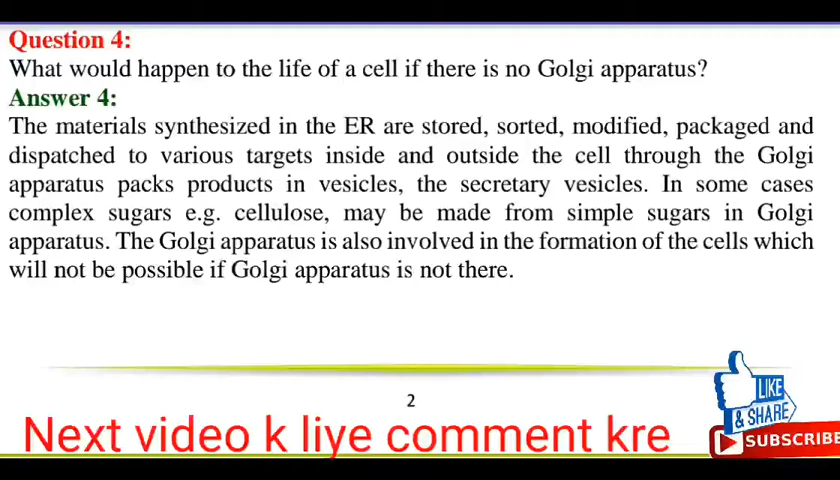 Question 4:
What would happen to the life of a cell if there is no Golgi apparatus?
Answer 4:
The materials synthesized in the ER are stored, sorted, modified, packaged and
dispatched to various targets inside and outside the cell through the Golgi
apparatus packs products in vesicles, the secretary vesicles. In some cases
complex sugars e.g. cellulose, may be made from simple sugars in Golgi
apparatus. The Golgi apparatus is also involved in the formation of the cells which
will not be possible if Golgi apparatus is not there.
2
LIKE
& SHARE
Next video k liye comment kre
SUBSCRIBE